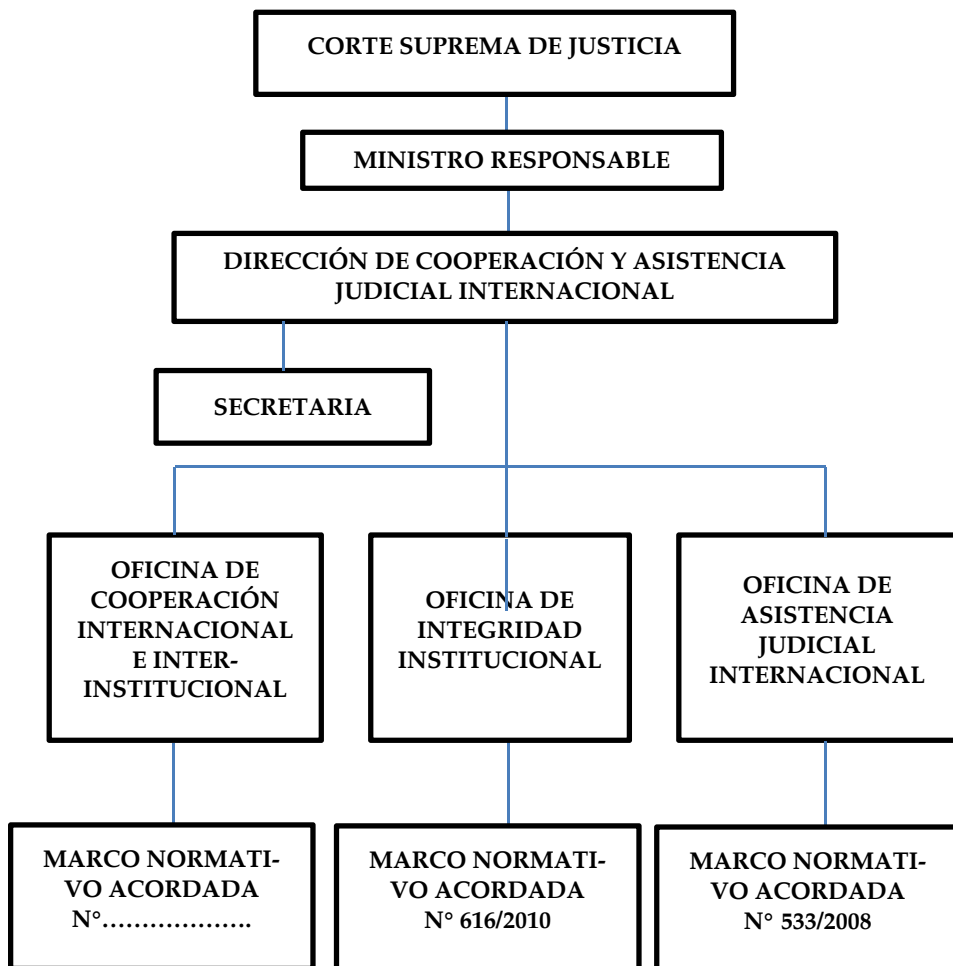 CORTE SUPREMA DE JUSTICIA
MINISTRO RESPONSABLE
DIRECCIÓN DE COOPERACIÓN Y ASISTENCIA
JUDICIAL INTERNACIONAL
SECRETARIA
OFICINA DE
COOPERACIÓN
INTERNACIONAL
E INTER-
INSTITUCIONAL
OFICINA DE
INTEGRIDAD
INSTITUCIONAL
OFICINA DE
ASISTENCIA
JUDICIAL
INTERNACIONAL
MARCO NORMATI-
VO ACORDADA
N°………………..
MARCO NORMATI-
VO ACORDADA
N° 616/2010
MARCO NORMATI-
VO ACORDADA
N° 533/2008